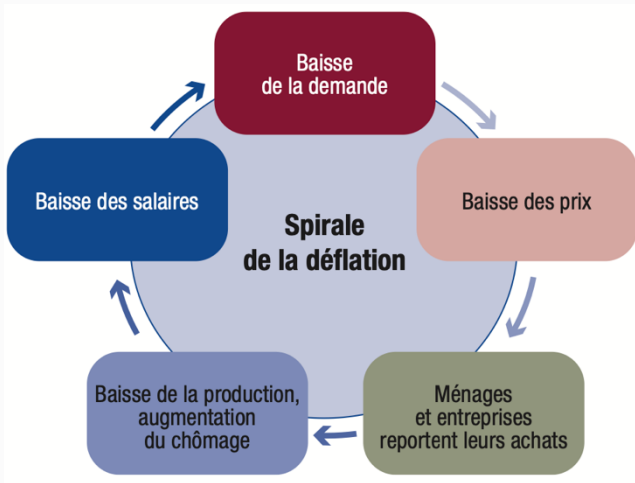 Baisse
de la demande
Baisse des prix
Ménages
et entreprises
reportent leurs achats
Baisse de la production,
augmentation
du chômage
Baisse des salaires
Spirale
de la déflation